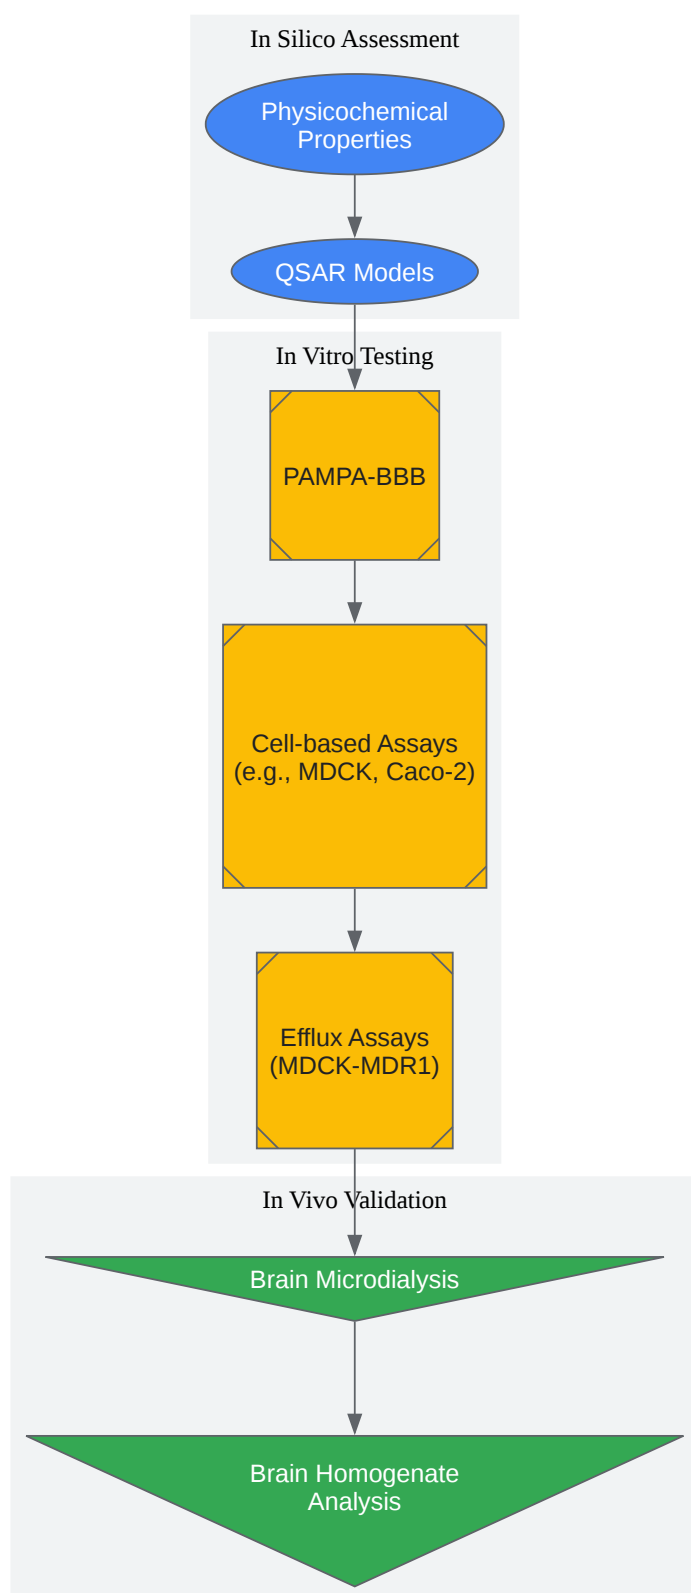 In Silico Assessment
Physicochemical
Properties
QSAR Models
In Vitro Testing
PAMPA-BBB
Cell-based Assays
(e.g., MDCK, Caco-2)
Efflux Assays
(MDCK-MDR1)
In Vivo Validation
Brain Microdialysis
Brain Homogenate
Analysis